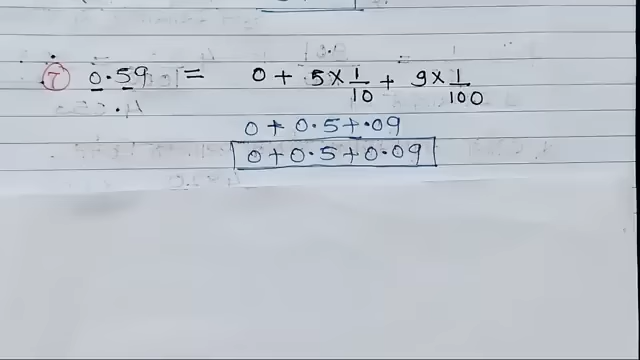 7 0.59 = 0 + 5 × 1/10 + 9 × 1/100
0 + 0.5 + .09
0 + 0.5 + 0.09